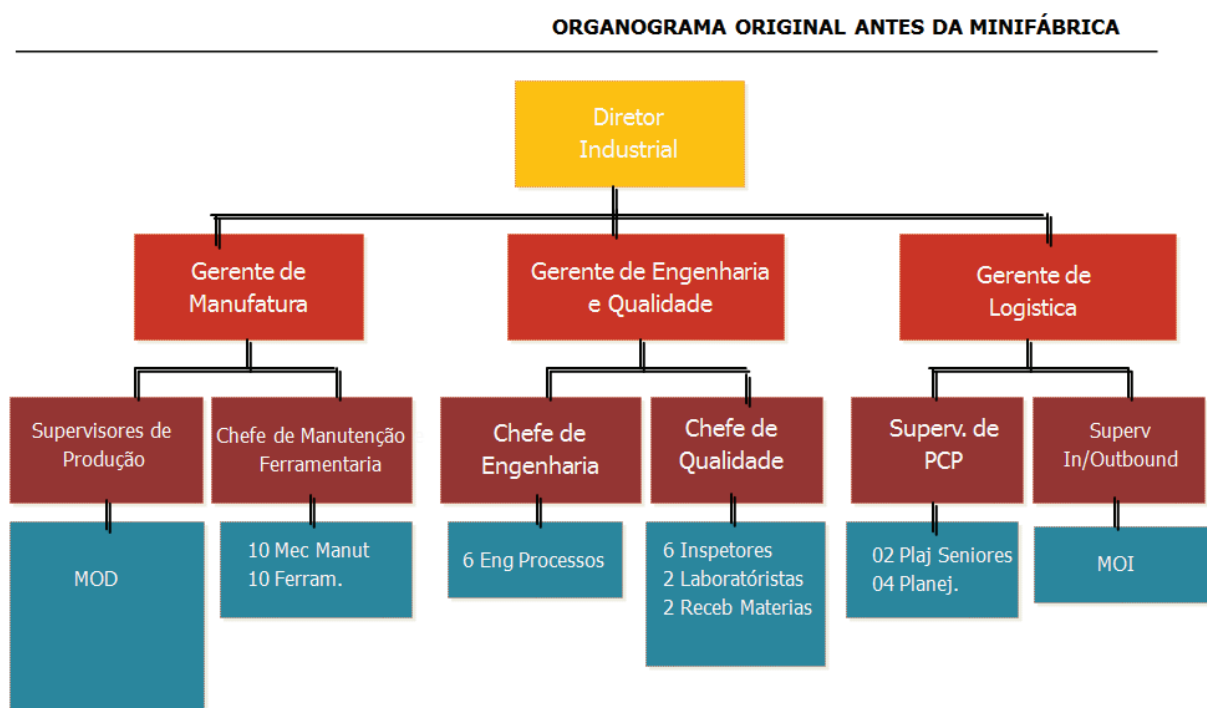 ORGANOGRAMA ORIGINAL ANTES DA MINIFÁBRICA
Diretor
Industrial
Gerente de
Manufatura
Gerente de Engenharia
e Qualidade
Gerente de
Logistica
Supervisores de
Produção
Chefe de Manutenção
Ferramentaria
Chefe de
Engenharia
Chefe de
Qualidade
Superv. de
PCP
Superv
In/Outbound
MOD
10 Mec Manut
10 Ferram.
6 Eng Processos
6 Inspetores
2 Laboratóristas
2 Receb Materias
02 Plaj Seniores
04 Planej.
MOI